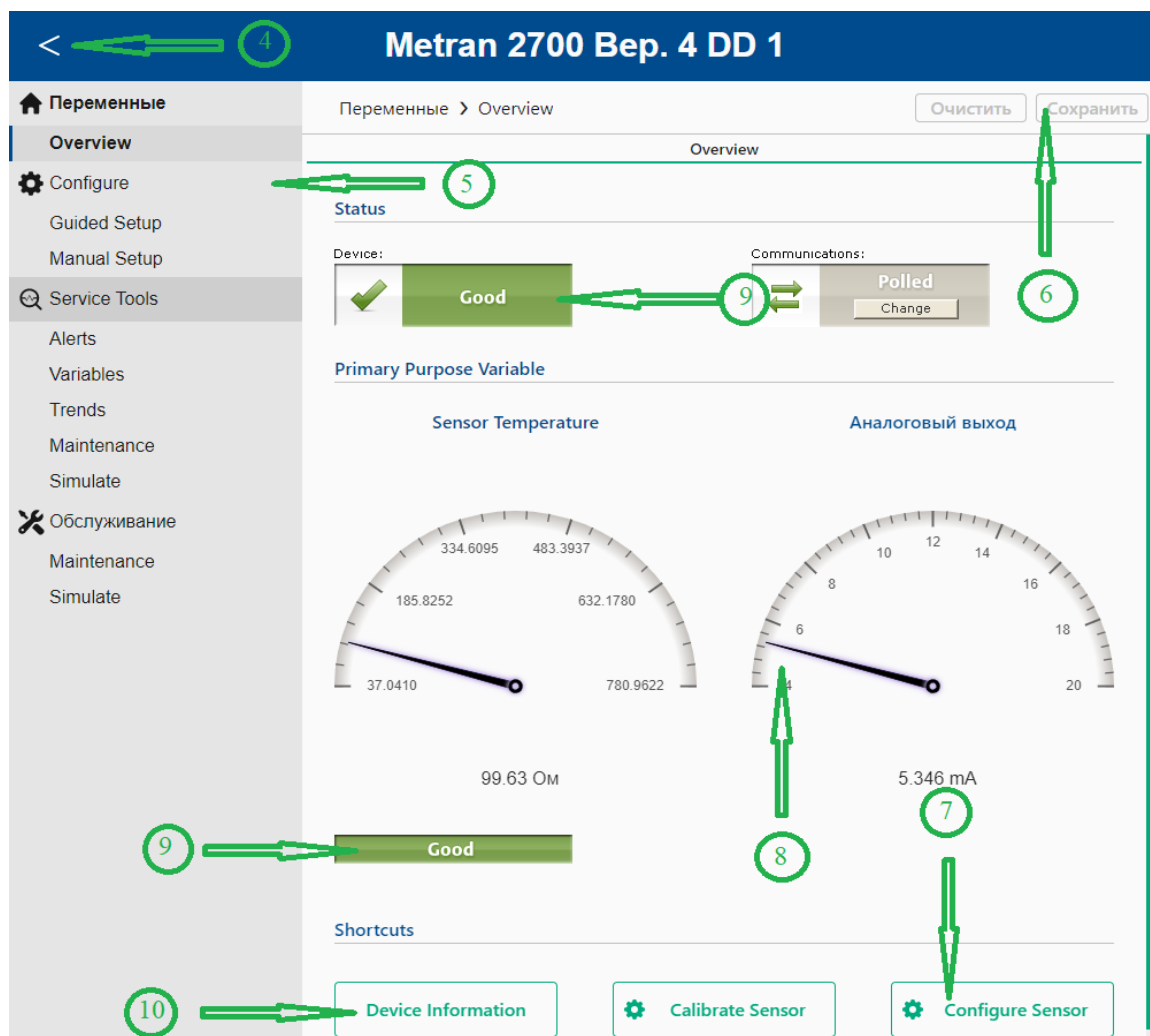 < 4 Metran 2700 Вер. 4 DD 1
Переменные
Overview
Configure
Guided Setup
Manual Setup
Service Tools
Alerts
Variables
Trends
Maintenance
Simulate
Обслуживание
Maintenance
Simulate
5
Переменные > Overview
Очистить Сохранить
Overview
Status
Device: Communications:
Good 9 Polled
Change
6
Primary Purpose Variable
Sensor Temperature Аналоговый выход
37.0410
185.8252
334.6095
483.3937
632.1780
780.9622
4
6
8
10
12
14
16
18
20
99.63 Ом 5.346 mA
7
9 Good 8
Shortcuts
10 Device Information Calibrate Sensor Configure Sensor